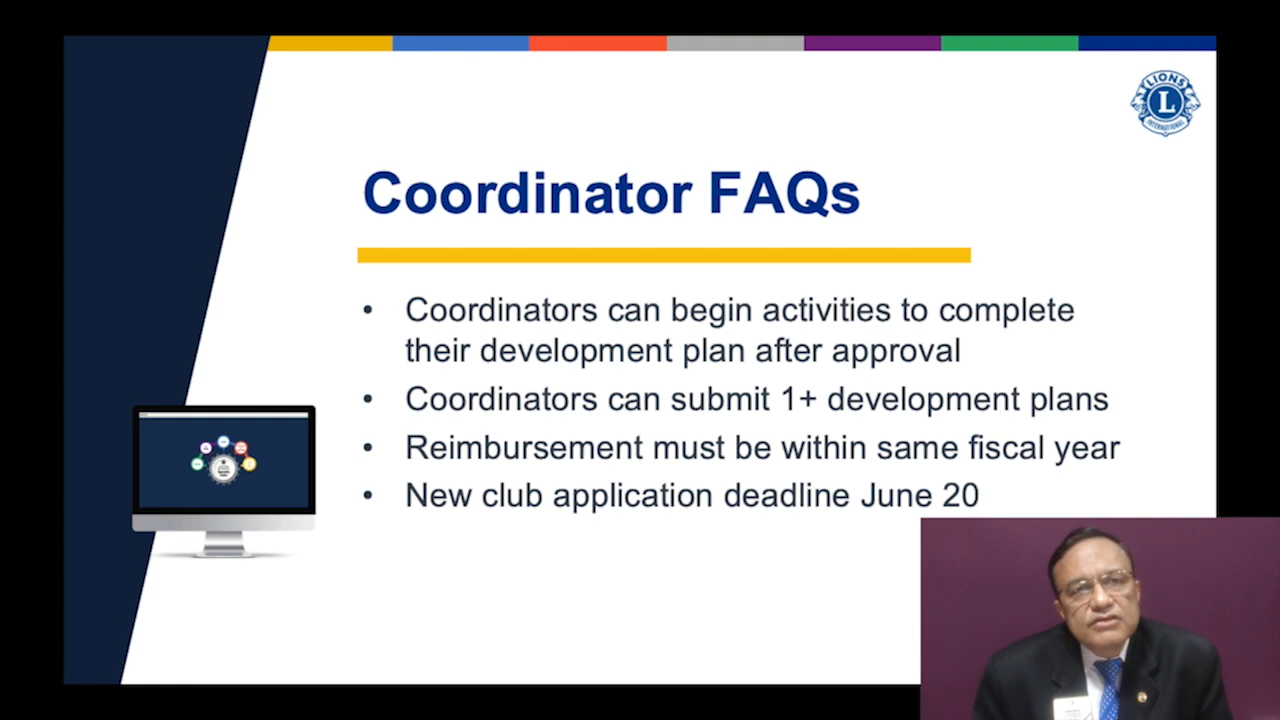 LIONS
L
INTERNATIONAL
Coordinator FAQs
• Coordinators can begin activities to complete
their development plan after approval
• Coordinators can submit 1+ development plans
• Reimbursement must be within same fiscal year
• New club application deadline June 20